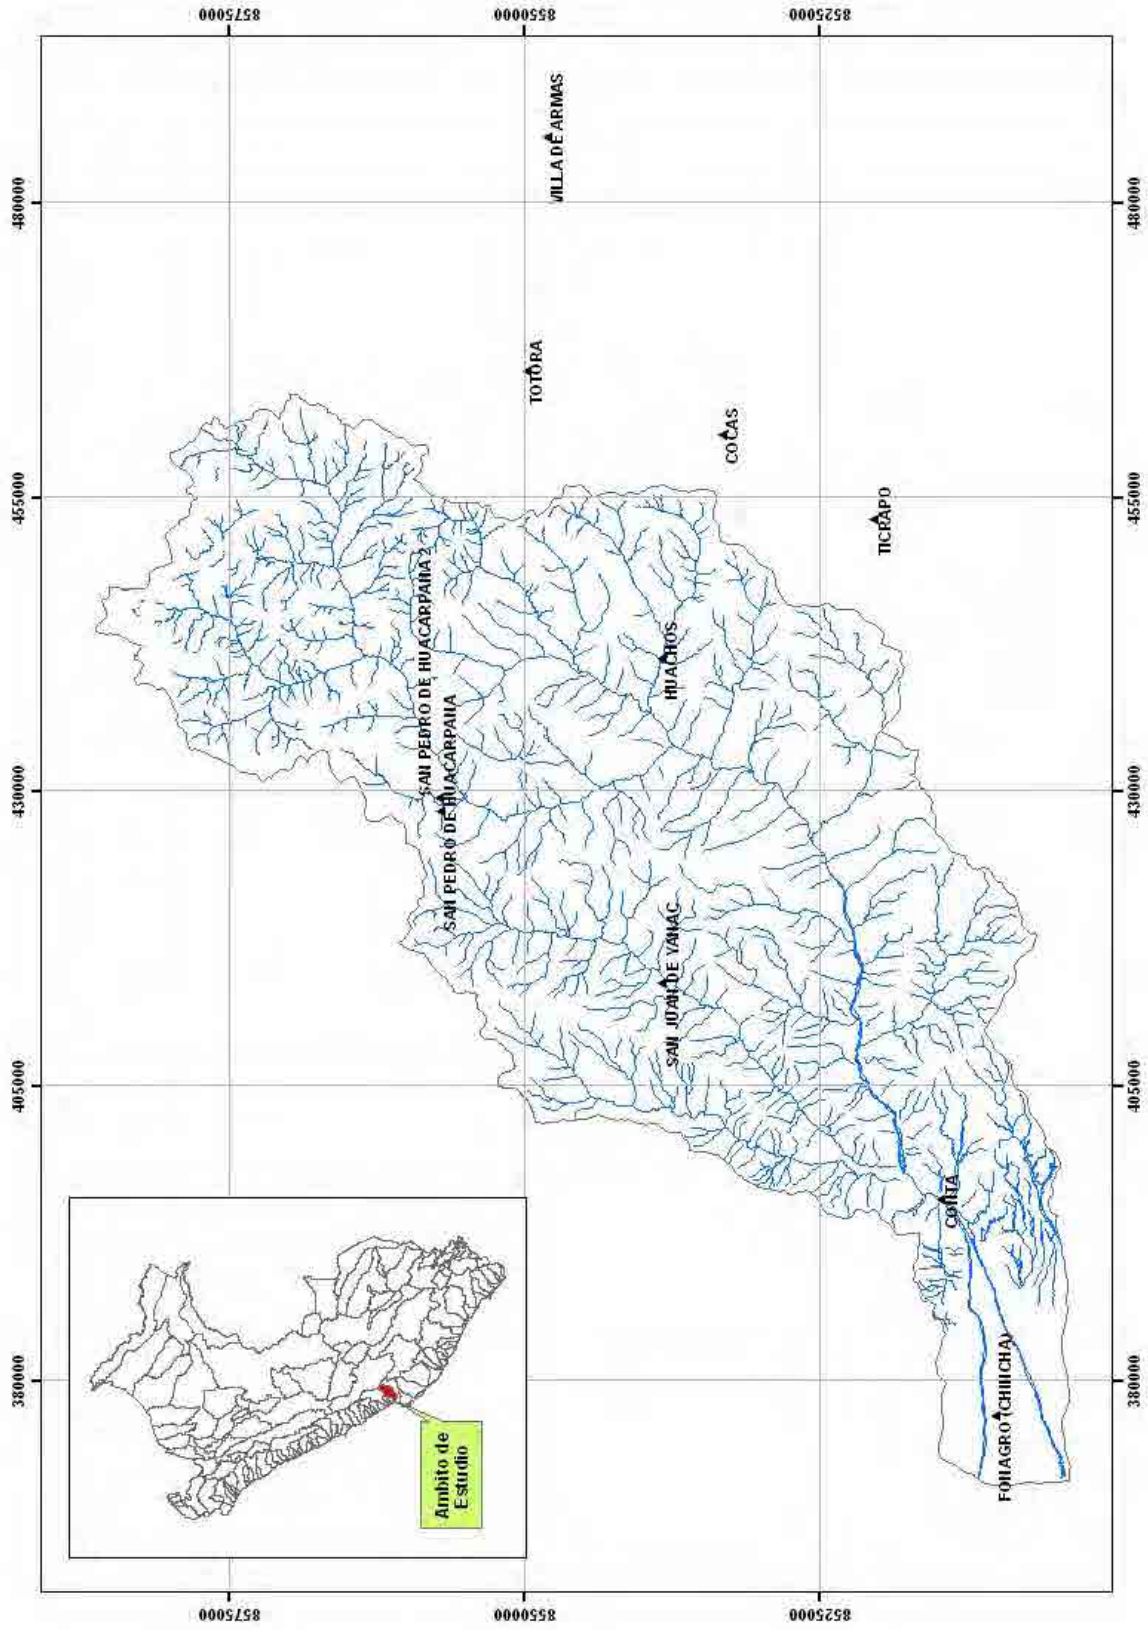 8575000
8550000
8525000
480000
480000
455000
455000
430000
430000
405000
405000
380000
380000
VILLA DE ARMAS
TOTORA
COCAS
TICRAPO
SAN PEDRO DE HUACARPANA 2
SAN PEDRO DE HUACARPANA
HUACHOS
SAN JUAN DE YANAC
CONTA
FONAGRO (CHINCHA)
Ambito de
Estudio
8575000
8550000
8525000